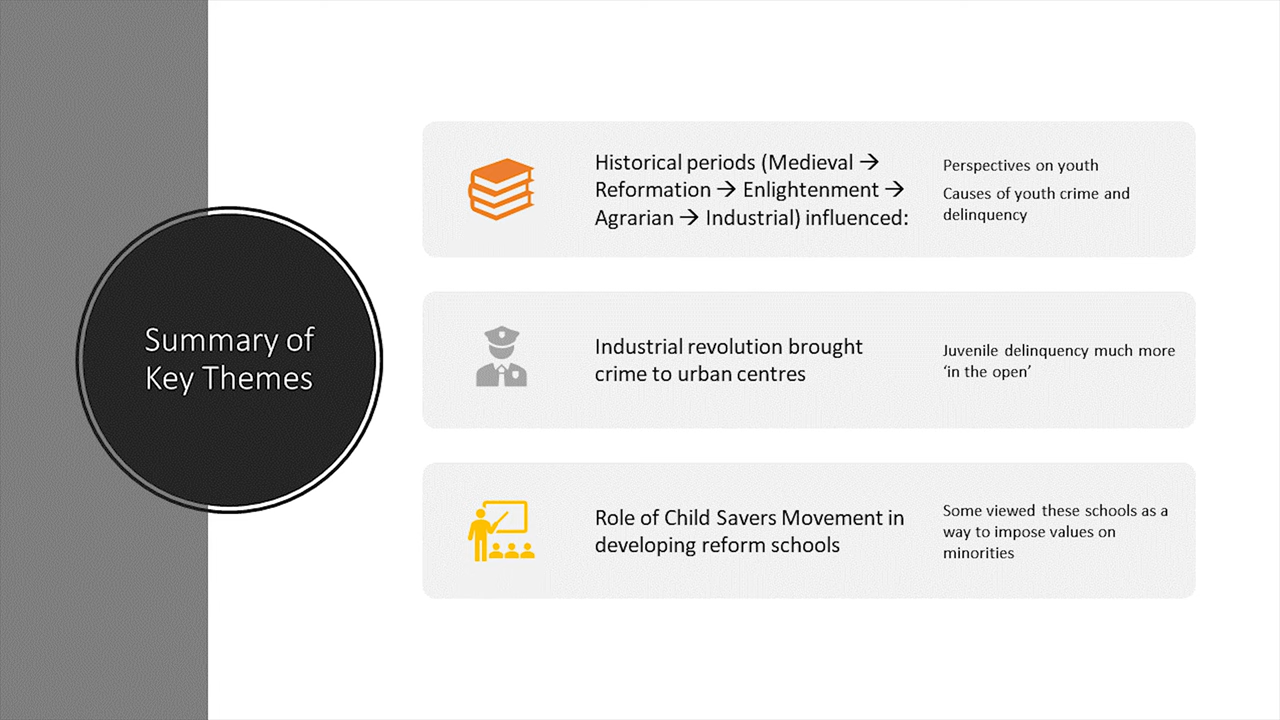 Summary of
Key Themes
Historical periods (Medieval →
Reformation → Enlightenment →
Agrarian → Industrial) influenced:
Perspectives on youth
Causes of youth crime and
delinquency
Industrial revolution brought
crime to urban centres
Juvenile delinquency much more
‘in the open’
Role of Child Savers Movement in
developing reform schools
Some viewed these schools as a
way to impose values on
minorities